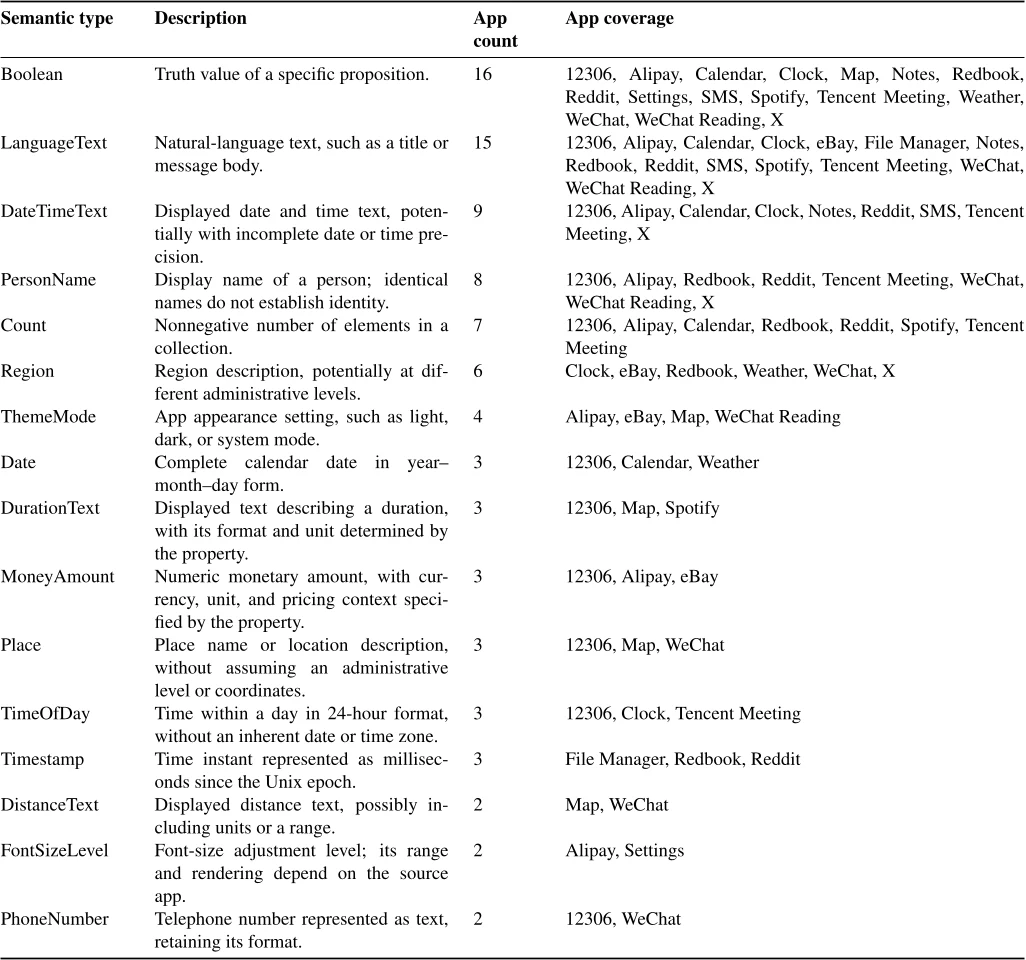 Semantic type Description App App coverage
count
Boolean Truth value of a specific proposition. 16 12306, Alipay, Calendar, Clock, Map, Notes, Redbook,
Reddit, Settings, SMS, Spotify, Tencent Meeting, Weather,
WeChat, WeChat Reading, X
LanguageText Natural-language text, such as a title or 15 12306, Alipay, Calendar, Clock, eBay, File Manager, Notes,
message body. Redbook, Reddit, SMS, Spotify, Tencent Meeting, WeChat,
WeChat Reading, X
DateTimeText Displayed date and time text, poten- 9 12306, Alipay, Calendar, Clock, Notes, Reddit, SMS, Tencent
tially with incomplete date or time pre- Meeting, X
cision.
PersonName Display name of a person; identical 8 12306, Alipay, Redbook, Reddit, Tencent Meeting, WeChat,
names do not establish identity. WeChat Reading, X
Count Nonnegative number of elements in a 7 12306, Alipay, Calendar, Redbook, Reddit, Spotify, Tencent
collection. Meeting
Region Region description, potentially at dif- 6 Clock, eBay, Redbook, Weather, WeChat, X
ferent administrative levels.
ThemeMode App appearance setting, such as light, 4 Alipay, eBay, Map, WeChat Reading
dark, or system mode.
Date Complete calendar date in year– 3 12306, Calendar, Weather
month–day form.
DurationText Displayed text describing a duration, 3 12306, Map, Spotify
with its format and unit determined by
the property.
MoneyAmount Numeric monetary amount, with cur- 3 12306, Alipay, eBay
rency, unit, and pricing context speci-
fied by the property.
Place Place name or location description, 3 12306, Map, WeChat
without assuming an administrative
level or coordinates.
TimeOfDay Time within a day in 24-hour format, 3 12306, Clock, Tencent Meeting
without an inherent date or time zone.
Timestamp Time instant represented as millisec- 3 File Manager, Redbook, Reddit
onds since the Unix epoch.
DistanceText Displayed distance text, possibly in- 2 Map, WeChat
cluding units or a range.
FontSizeLevel Font-size adjustment level; its range 2 Alipay, Settings
and rendering depend on the source
app.
PhoneNumber Telephone number represented as text, 2 12306, WeChat
retaining its format.